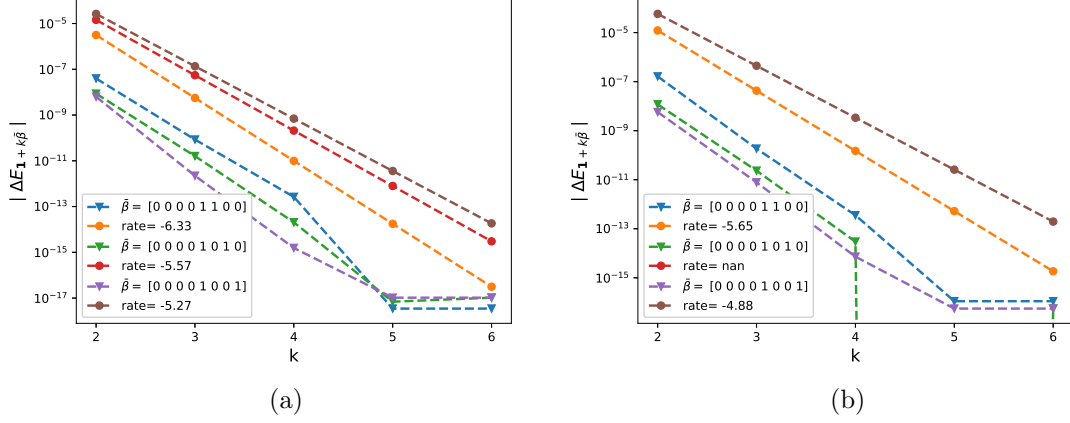 10⁻⁵
10⁻⁷
10⁻⁹
10⁻¹¹
10⁻¹³
10⁻¹⁵
10⁻¹⁷
| ΔE_{1 + kβ̃} |
β̃ = [0 0 0 0 1 1 0 0]
rate= -6.33
β̃ = [0 0 0 0 1 0 1 0]
rate= -5.57
β̃ = [0 0 0 0 1 0 0 1]
rate= -5.27
2 3 4 5 6
k
(a)
10⁻⁵
10⁻⁷
10⁻⁹
10⁻¹¹
10⁻¹³
10⁻¹⁵
| ΔE_{1 + kβ̃} |
β̃ = [0 0 0 0 1 1 0 0]
rate= -5.65
β̃ = [0 0 0 0 1 0 1 0]
rate= nan
β̃ = [0 0 0 0 1 0 0 1]
rate= -4.88
2 3 4 5 6
k
(b)